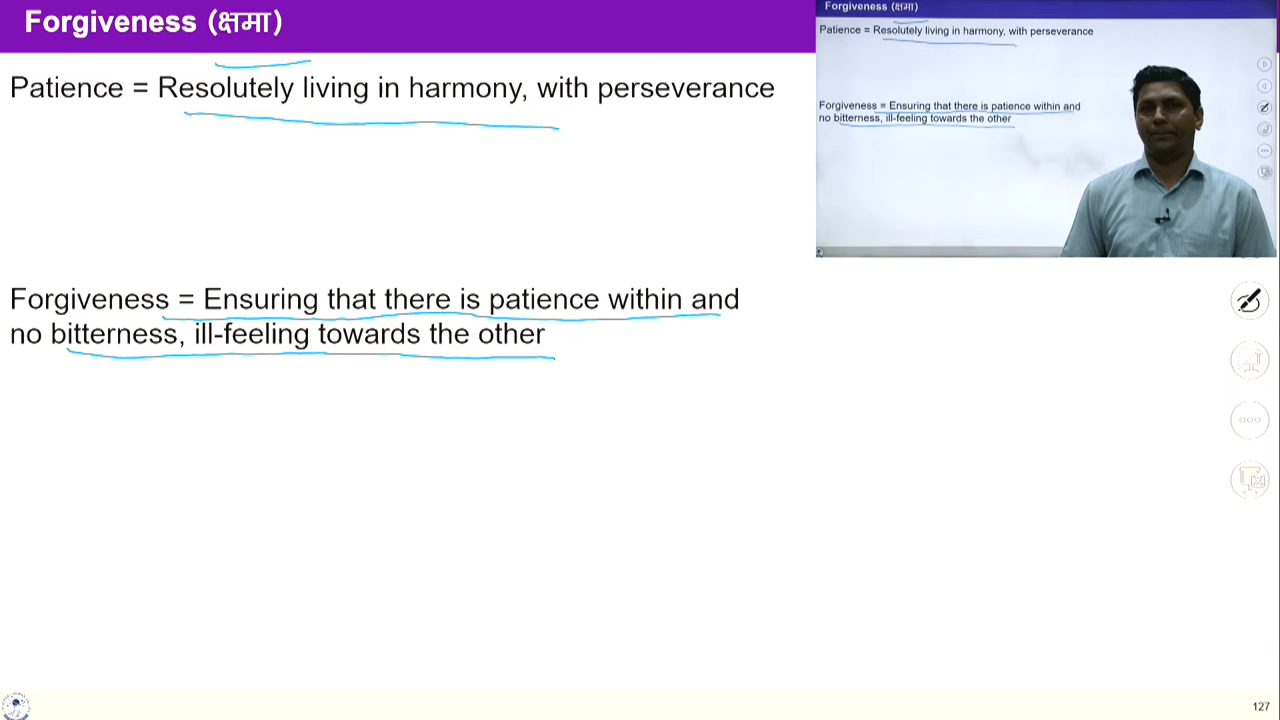 Forgiveness (क्षमा)
Patience = Resolutely living in harmony, with perseverance
Forgiveness = Ensuring that there is patience within and
no bitterness, ill-feeling towards the other
Forgiveness (क्षमा)
Patience = Resolutely living in harmony, with perseverance
Forgiveness = Ensuring that there is patience within and
no bitterness, ill-feeling towards the other
127